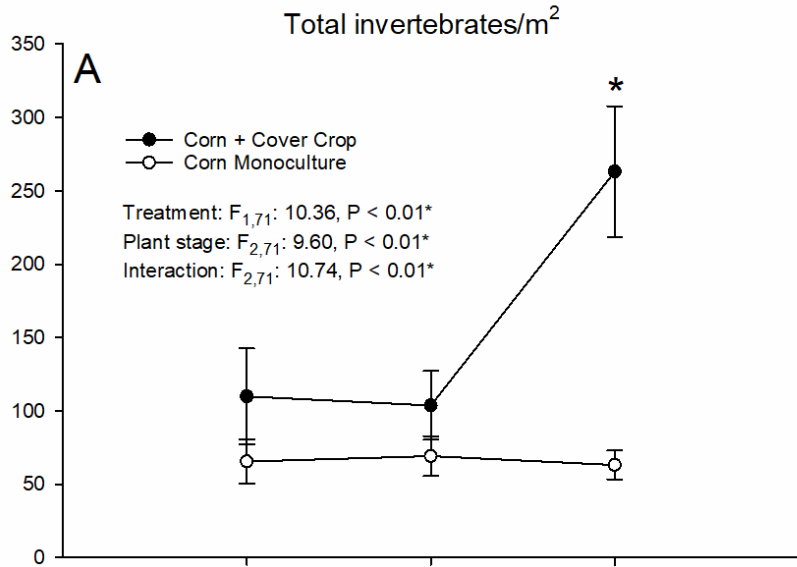 Total invertebrates/m²
A
*
Corn + Cover Crop
Corn Monoculture
Treatment: F1,71: 10.36, P < 0.01*
Plant stage: F2,71: 9.60, P < 0.01*
Interaction: F2,71: 10.74, P < 0.01*
350
300
250
200
150
100
50
0